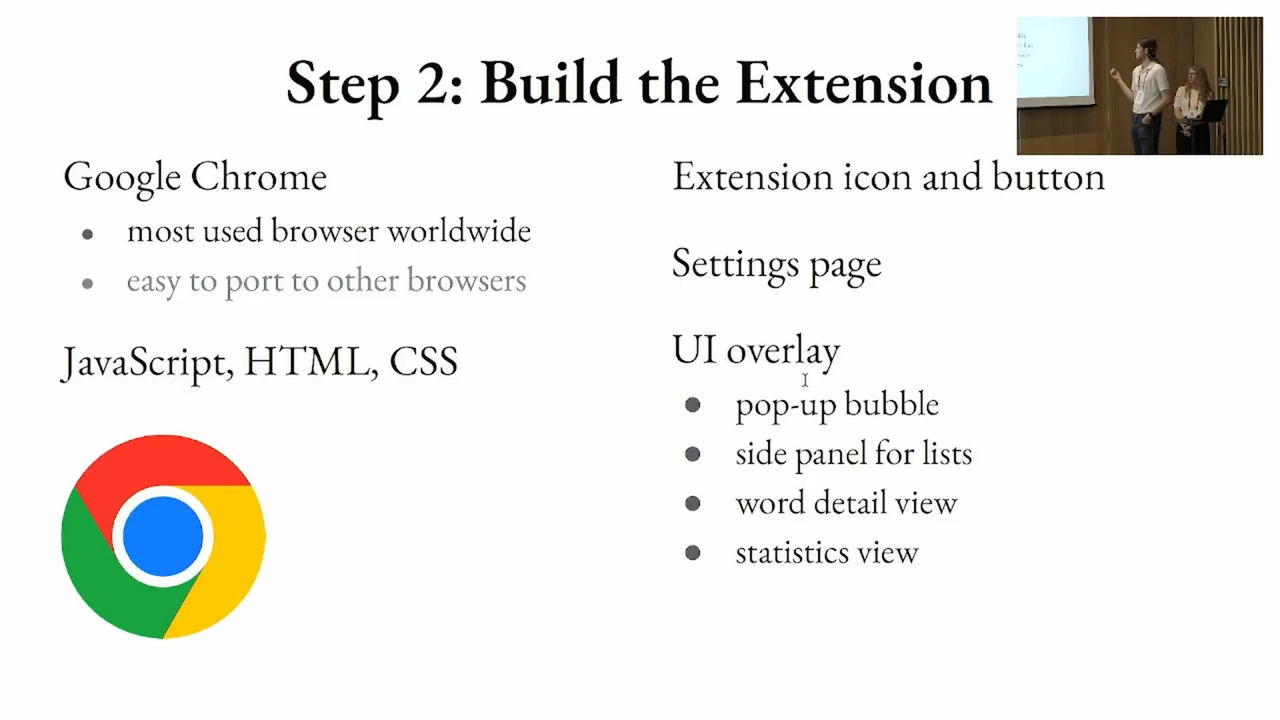 Step 2: Build the Extension
Google Chrome
• most used browser worldwide
• easy to port to other browsers
JavaScript, HTML, CSS
Extension icon and button
Settings page
UI overlay
• pop-up bubble
• side panel for lists
• word detail view
• statistics view